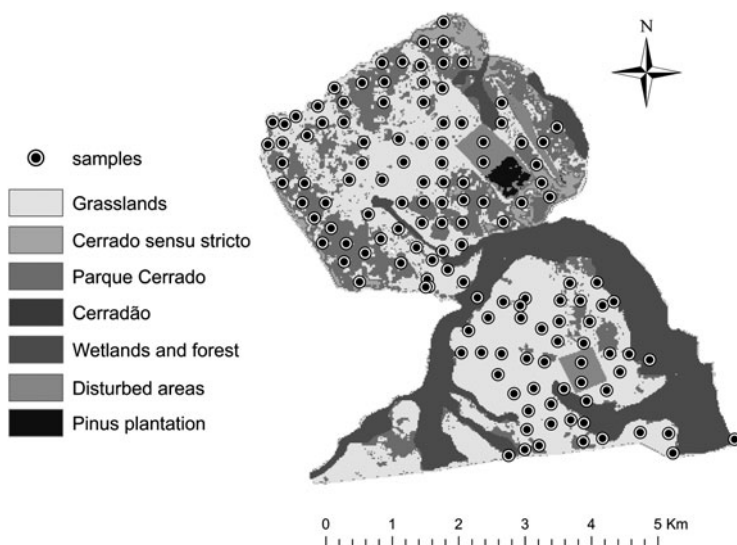 N
samples
Grasslands
Cerrado sensu stricto
Parque Cerrado
Cerradão
Wetlands and forest
Disturbed areas
Pinus plantation
0 1 2 3 4 5 Km